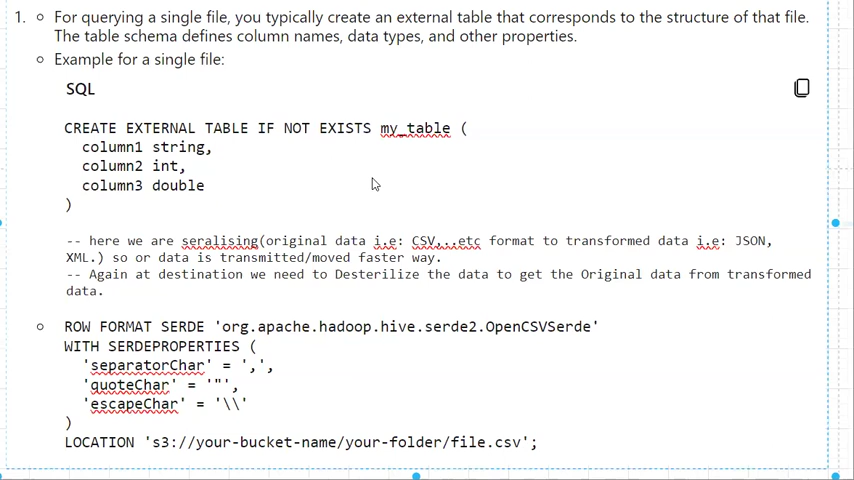 1. ○ For querying a single file, you typically create an external table that corresponds to the structure of that file.
The table schema defines column names, data types, and other properties.
○ Example for a single file:
SQL
CREATE EXTERNAL TABLE IF NOT EXISTS my_table (
column1 string,
column2 int,
column3 double
)
-- here we are seralising(original data i.e: CSV,..etc format to transformed data i.e: JSON,
XML.) so or data is transmitted/moved faster way.
-- Again at destination we need to Desterilize the data to get the Original data from transformed
data.
○ ROW FORMAT SERDE 'org.apache.hadoop.hive.serde2.OpenCSVSerde'
WITH SERDEPROPERTIES (
'separatorChar' = ',',
'quoteChar' = '"',
'escapeChar' = '\\'
)
LOCATION 's3://your-bucket-name/your-folder/file.csv';